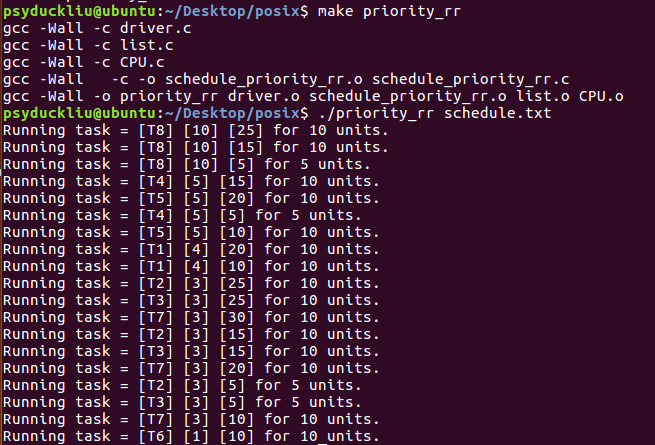 psyduckliu@ubuntu:~/Desktop/posix$ make priority_rr
gcc -Wall -c driver.c
gcc -Wall -c list.c
gcc -Wall -c CPU.c
gcc -Wall   -c -o schedule_priority_rr.o schedule_priority_rr.c
gcc -Wall -o priority_rr driver.o schedule_priority_rr.o list.o CPU.o
psyduckliu@ubuntu:~/Desktop/posix$ ./priority_rr schedule.txt
Running task = [T8] [10] [25] for 10 units.
Running task = [T8] [10] [15] for 10 units.
Running task = [T8] [10] [5] for 5 units.
Running task = [T4] [5] [15] for 10 units.
Running task = [T5] [5] [20] for 10 units.
Running task = [T4] [5] [5] for 5 units.
Running task = [T5] [5] [10] for 10 units.
Running task = [T1] [4] [20] for 10 units.
Running task = [T1] [4] [10] for 10 units.
Running task = [T2] [3] [25] for 10 units.
Running task = [T3] [3] [25] for 10 units.
Running task = [T7] [3] [30] for 10 units.
Running task = [T2] [3] [15] for 10 units.
Running task = [T3] [3] [15] for 10 units.
Running task = [T7] [3] [20] for 10 units.
Running task = [T2] [3] [5] for 5 units.
Running task = [T3] [3] [5] for 5 units.
Running task = [T7] [3] [10] for 10 units.
Running task = [T6] [1] [10] for 10 units.